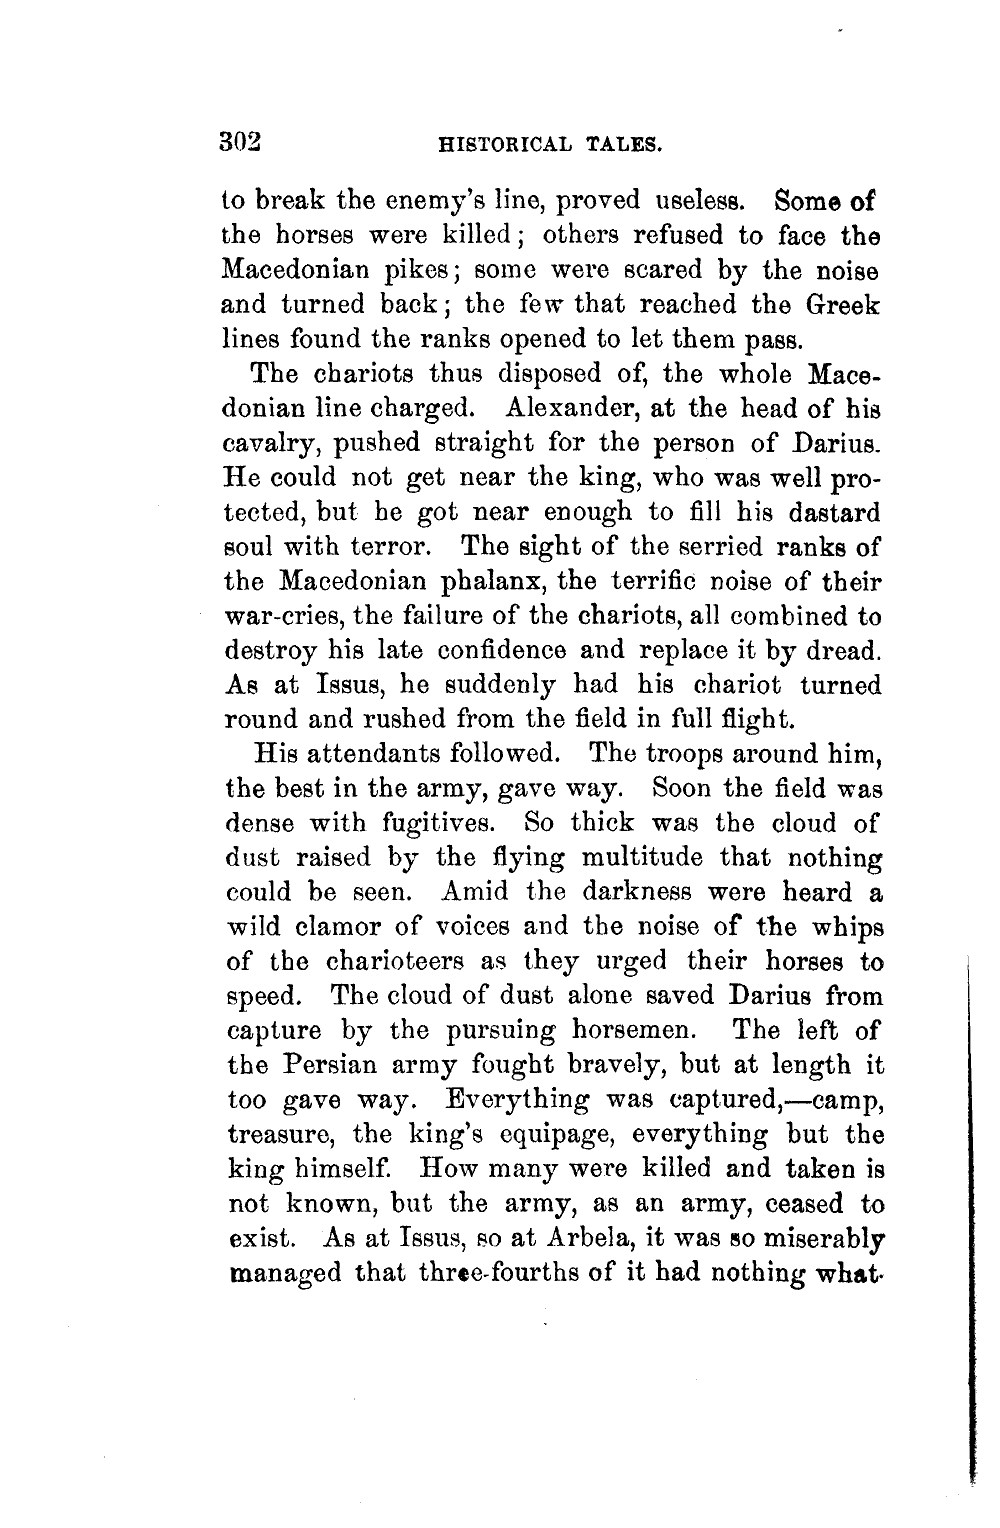 302 HISTORICAL TALES.
to break the enemy's line, proved useless. Some of
the horses were killed; others refused to face the
Macedonian pikes; some were scared by the noise
and turned back; the few that reached the Greek
lines found the ranks opened to let them pass.
The chariots thus disposed of, the whole Mace-
donian line charged. Alexander, at the head of his
cavalry, pushed straight for the person of Darius.
He could not get near the king, who was well pro-
tected, but he got near enough to fill his dastard
soul with terror. The sight of the serried ranks of
the Macedonian phalanx, the terrific noise of their
war-cries, the failure of the chariots, all combined to
destroy his late confidence and replace it by dread.
As at Issus, he suddenly had his chariot turned
round and rushed from the field in full flight.
His attendants followed. The troops around him,
the best in the army, gave way. Soon the field was
dense with fugitives. So thick was the cloud of
dust raised by the flying multitude that nothing
could be seen. Amid the darkness were heard a
wild clamor of voices and the noise of the whips
of the charioteers as they urged their horses to
speed. The cloud of dust alone saved Darius from
capture by the pursuing horsemen. The left of
the Persian army fought bravely, but at length it
too gave way. Everything was captured,—camp,
treasure, the king's equipage, everything but the
king himself. How many were killed and taken is
not known, but the army, as an army, ceased to
exist. As at Issus, so at Arbela, it was so miserably
managed that three-fourths of it had nothing what-